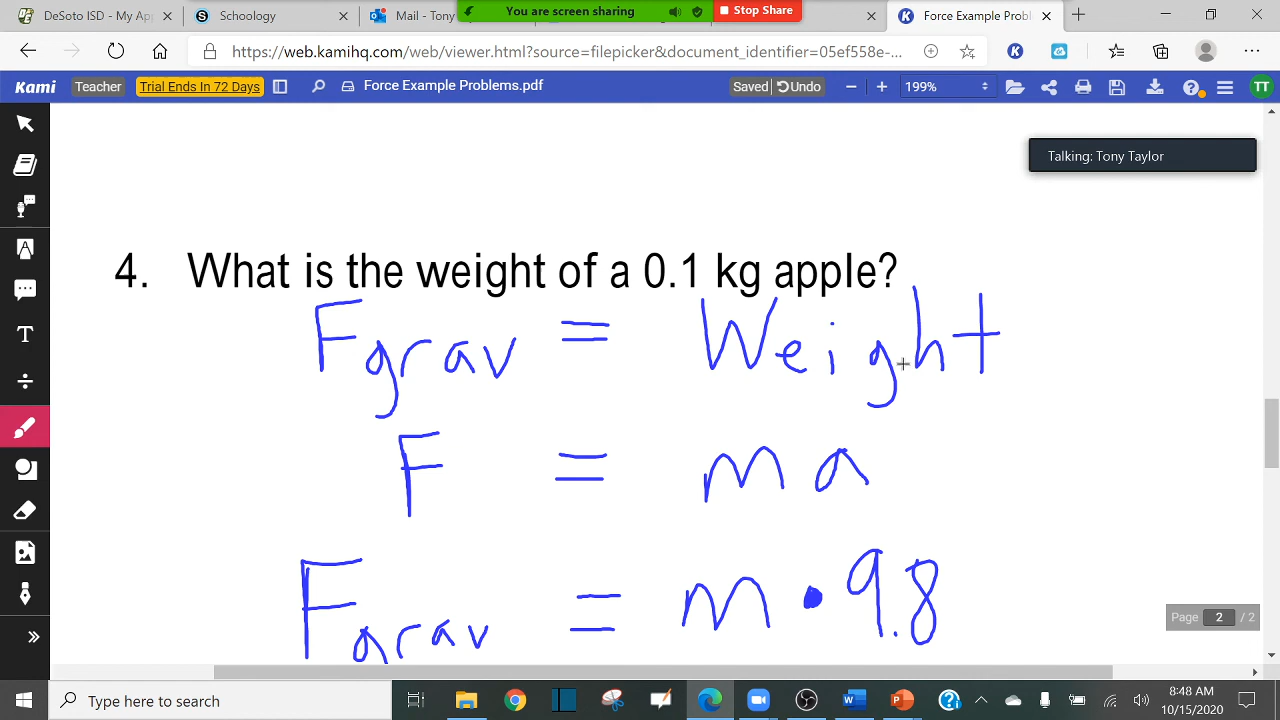 DocuSD - My App
Schoology
Mail - Tony
You are screen sharing
Stop Share
Force Example Probl
https://web.kamihq.com/web/viewer.html?source=filepicker&document_identifier=05ef558e-...
Kami
Teacher
Trial Ends In 72 Days
Force Example Problems.pdf
Saved
Undo
199%
TT
Talking: Tony Taylor
4. What is the weight of a 0.1 kg apple?
Fgrav = Weight
F = ma
Fgrav = m • 9.8
Page 2 / 2
Type here to search
8:48 AM
10/15/2020